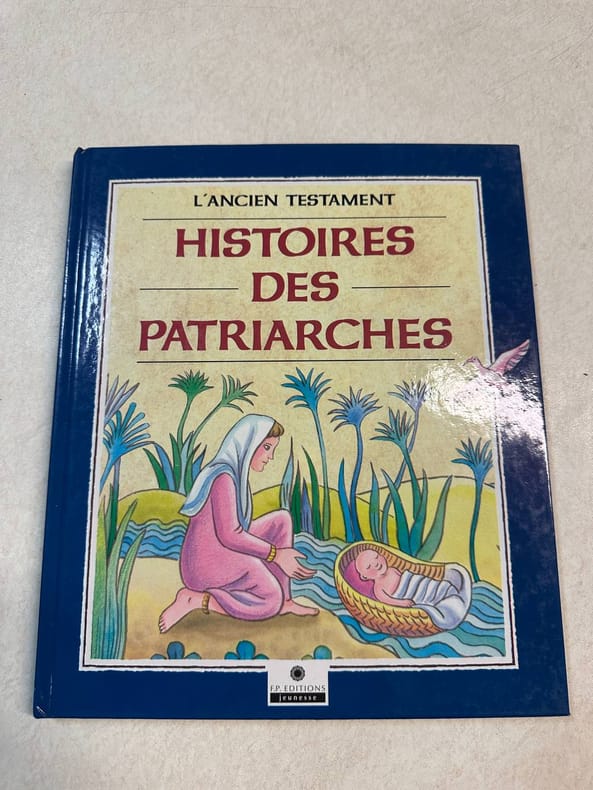 L'ANCIEN TESTAMENT
HISTOIRES
DES
PATRIARCHES
F.P. EDITIONS
jeunesse